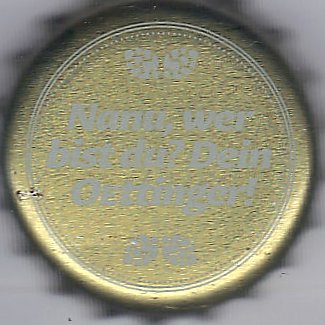 Nanu, wer
bist du? Dein
Oettinger!